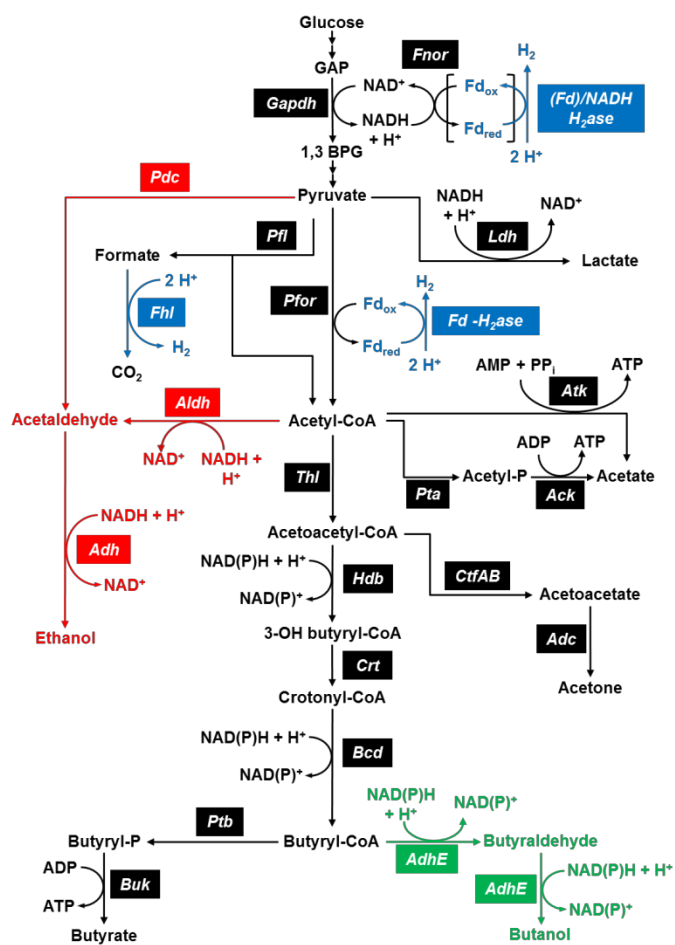 Glucose
Fnor
H₂
GAP
NAD⁺
Fdox
(Fd)/NADH
H₂ase
Gapdh
NADH
+ H⁺
Fdred
2 H⁺
1,3 BPG
Pdc
Pyruvate
NADH
+ H⁺
NAD⁺
Pfl
Ldh
Formate
Lactate
2 H⁺
Pfor
H₂
Fdox
Fhl
Fd -H₂ase
H₂
Fdred
2 H⁺
CO₂
AMP + PPi
ATP
Aldh
Atk
Acetaldehyde
Acetyl-CoA
NAD⁺
NADH +
H⁺
ADP
ATP
Thl
Acetyl-P
Acetate
Pta
Ack
NADH + H⁺
Acetoacetyl-CoA
Adh
NAD(P)H + H⁺
Hdb
CtfAB
NAD⁺
NAD(P)⁺
Acetoacetate
Ethanol
3-OH butyryl-CoA
Adc
Crt
Crotonyl-CoA
Acetone
NAD(P)H + H⁺
Bcd
NAD(P)⁺
NAD(P)H
+ H⁺
NAD(P)⁺
Ptb
Butyryl-P
Butyryl-CoA
Butyraldehyde
AdhE
ADP
NAD(P)H + H⁺
Buk
AdhE
ATP
NAD(P)⁺
Butyrate
Butanol